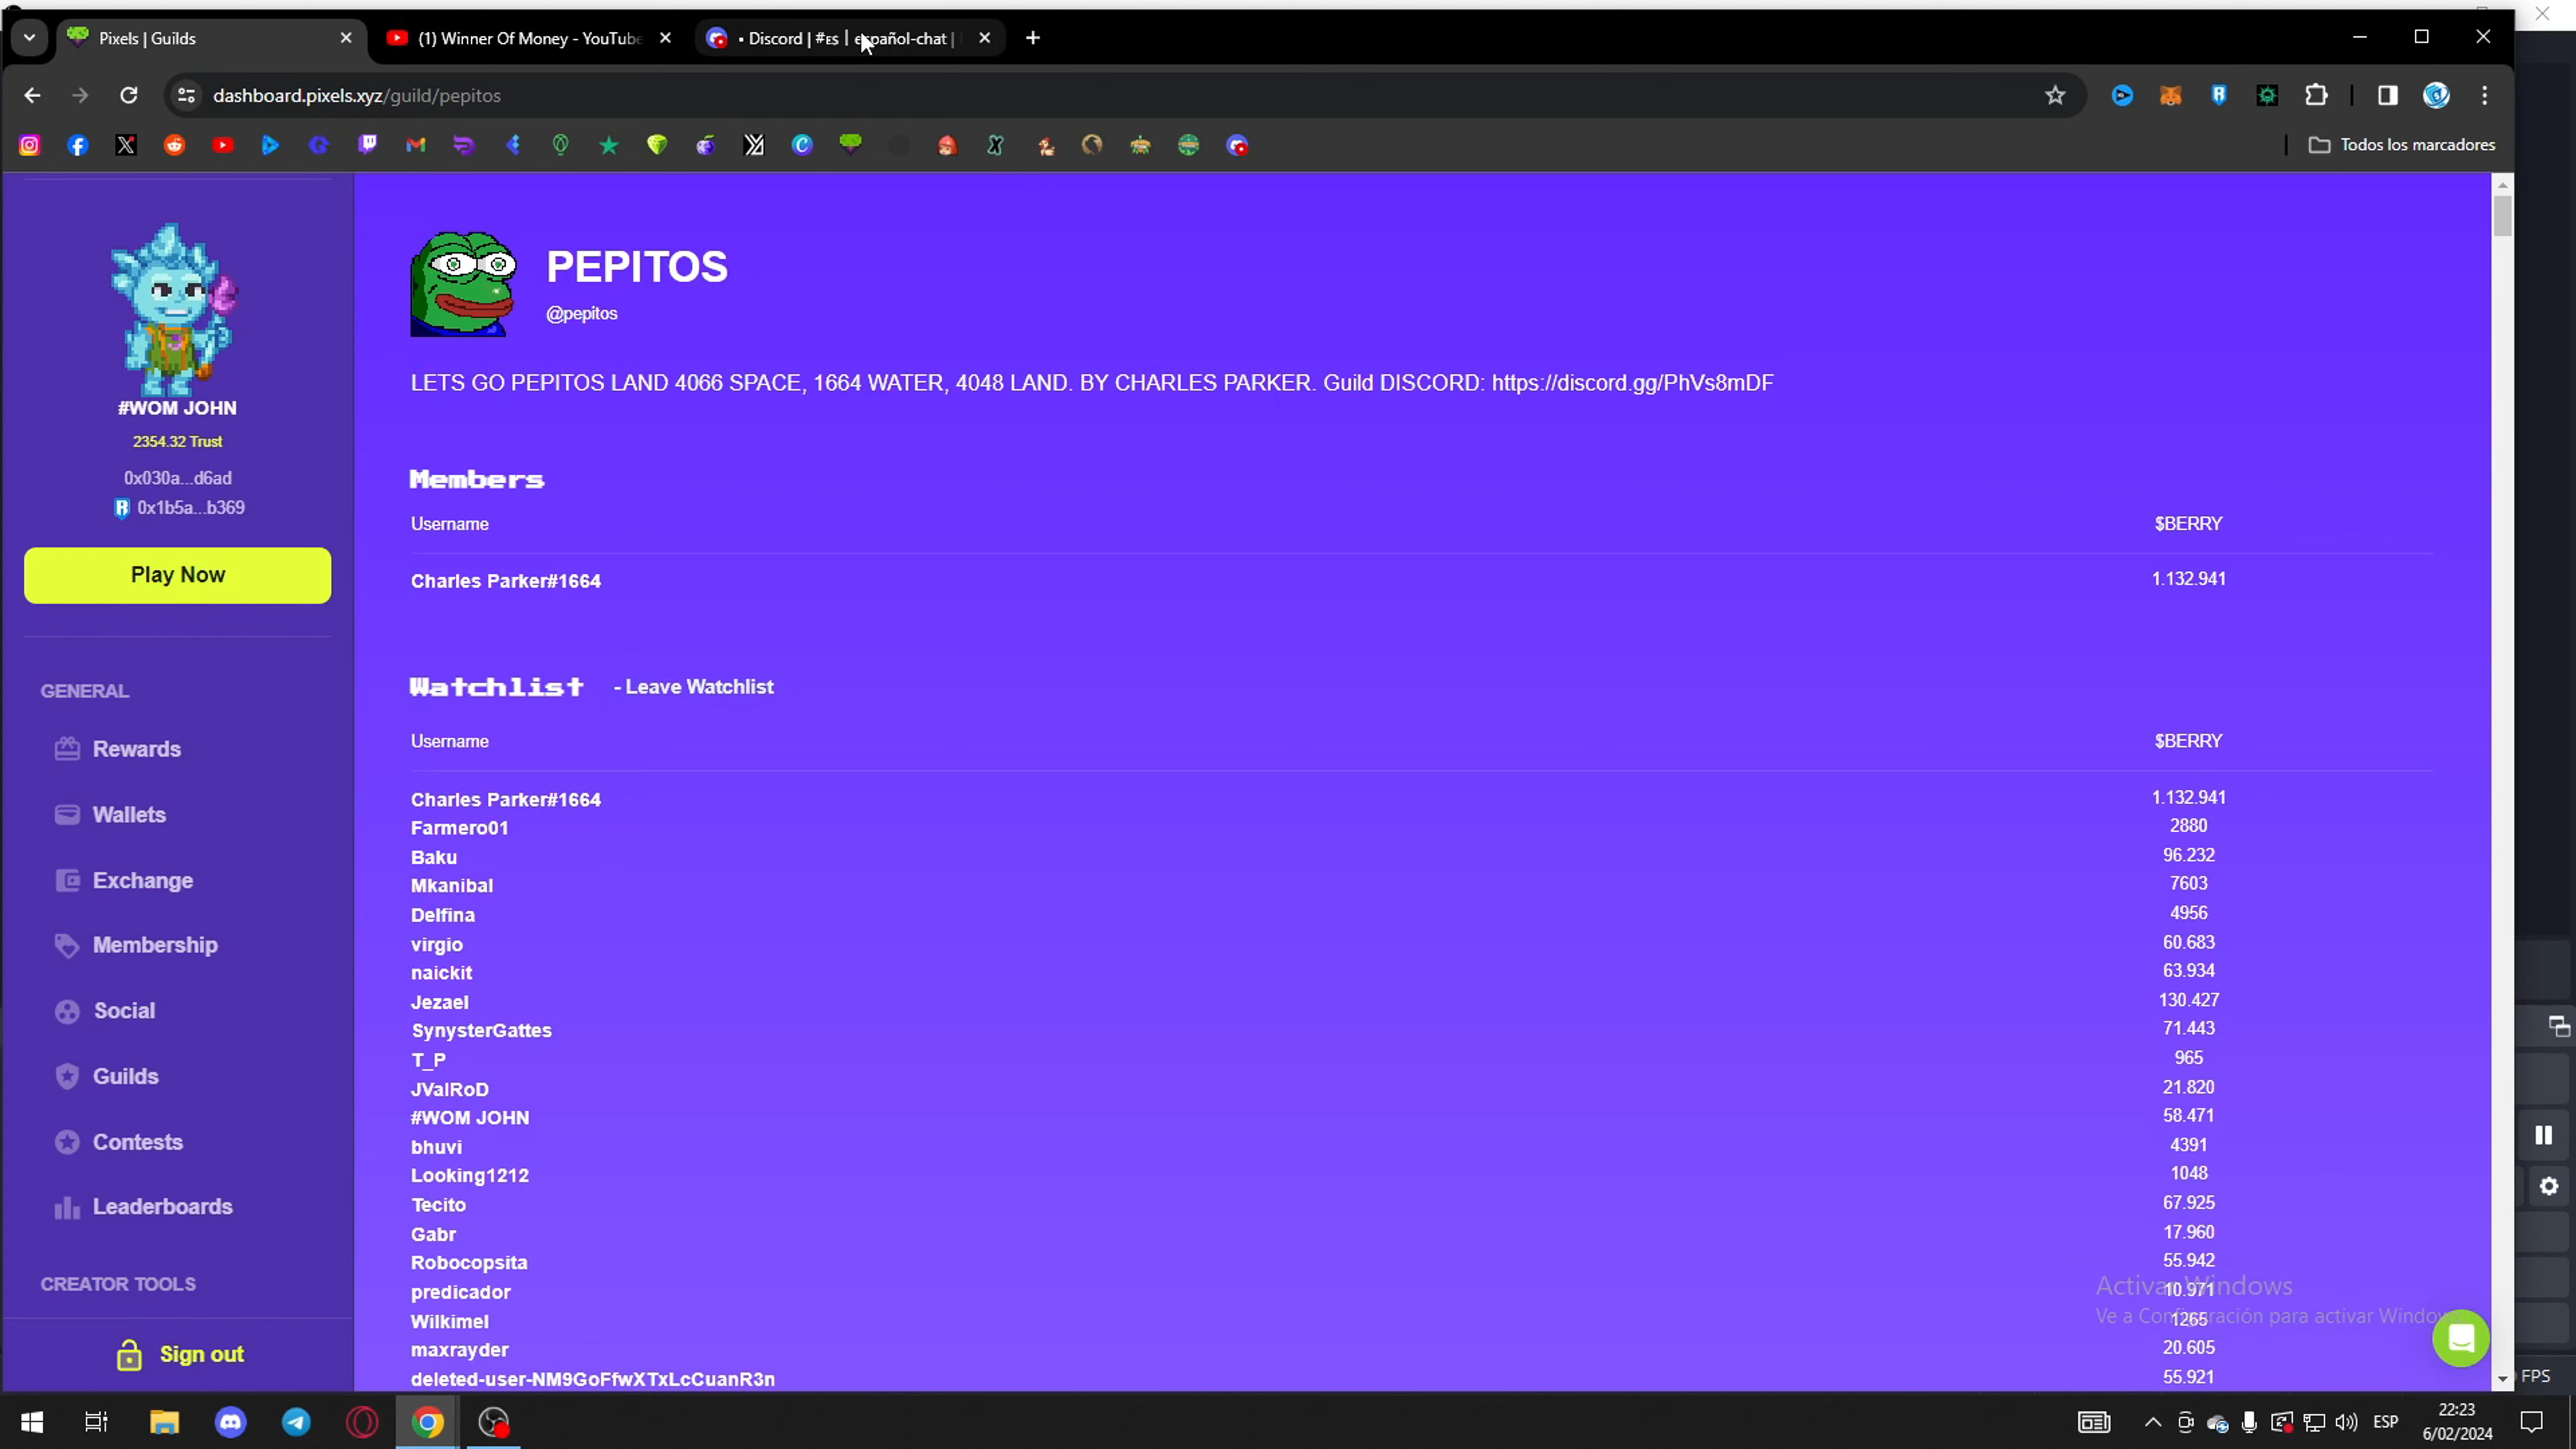 Pixels | Guilds
(1) Winner Of Money - YouTube
• Discord | #ES | español-chat |
dashboard.pixels.xyz/guild/pepitos
Todos los marcadores
PEPITOS
@pepitos
LETS GO PEPITOS LAND 4066 SPACE, 1664 WATER, 4048 LAND. BY CHARLES PARKER. Guild DISCORD: https://discord.gg/PhVs8mDF
#WOM JOHN
2354.32 Trust
0x030a...d6ad
0x1b5a...b369
Play Now
GENERAL
Rewards
Wallets
Exchange
Membership
Social
Guilds
Contests
Leaderboards
CREATOR TOOLS
Sign out
Members
Username $BERRY
Charles Parker#1664 1.132.941
Watchlist - Leave Watchlist
Username $BERRY
Charles Parker#1664 1.132.941
Farmero01 2880
Baku 96.232
Mkanibal 7603
Delfina 4956
virgio 60.683
naickit 63.934
Jezael 130.427
SynysterGattes 71.443
T_P 965
JValRoD 21.820
#WOM JOHN 58.471
bhuvi 4391
Looking1212 1048
Tecito 67.925
Gabr 17.960
Robocopsita 55.942
predicador 10.971
Wilkimel 1265
maxrayder 20.605
deleted-user-NM9GoFfwXTxLcCuanR3n 55.921
Activar Windows
Ve a Configuración para activar Windows
FPS
ESP
22:23
6/02/2024